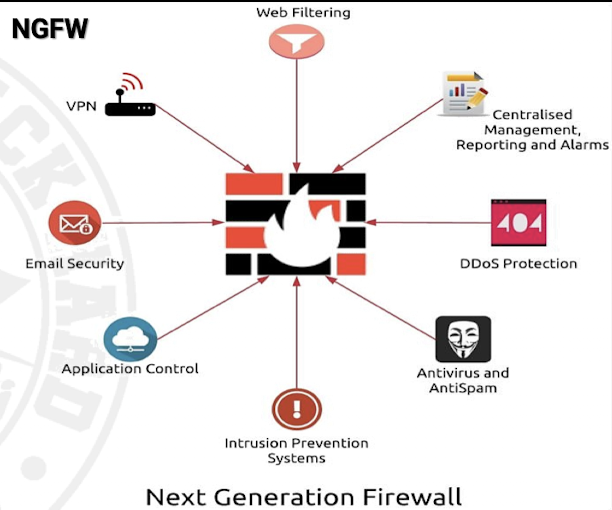 NGFW
Web Filtering
VPN
Centralised
Management,
Reporting and Alarms
Email Security
404
DDoS Protection
Application Control
Antivirus and
AntiSpam
Intrusion Prevention
Systems
Next Generation Firewall